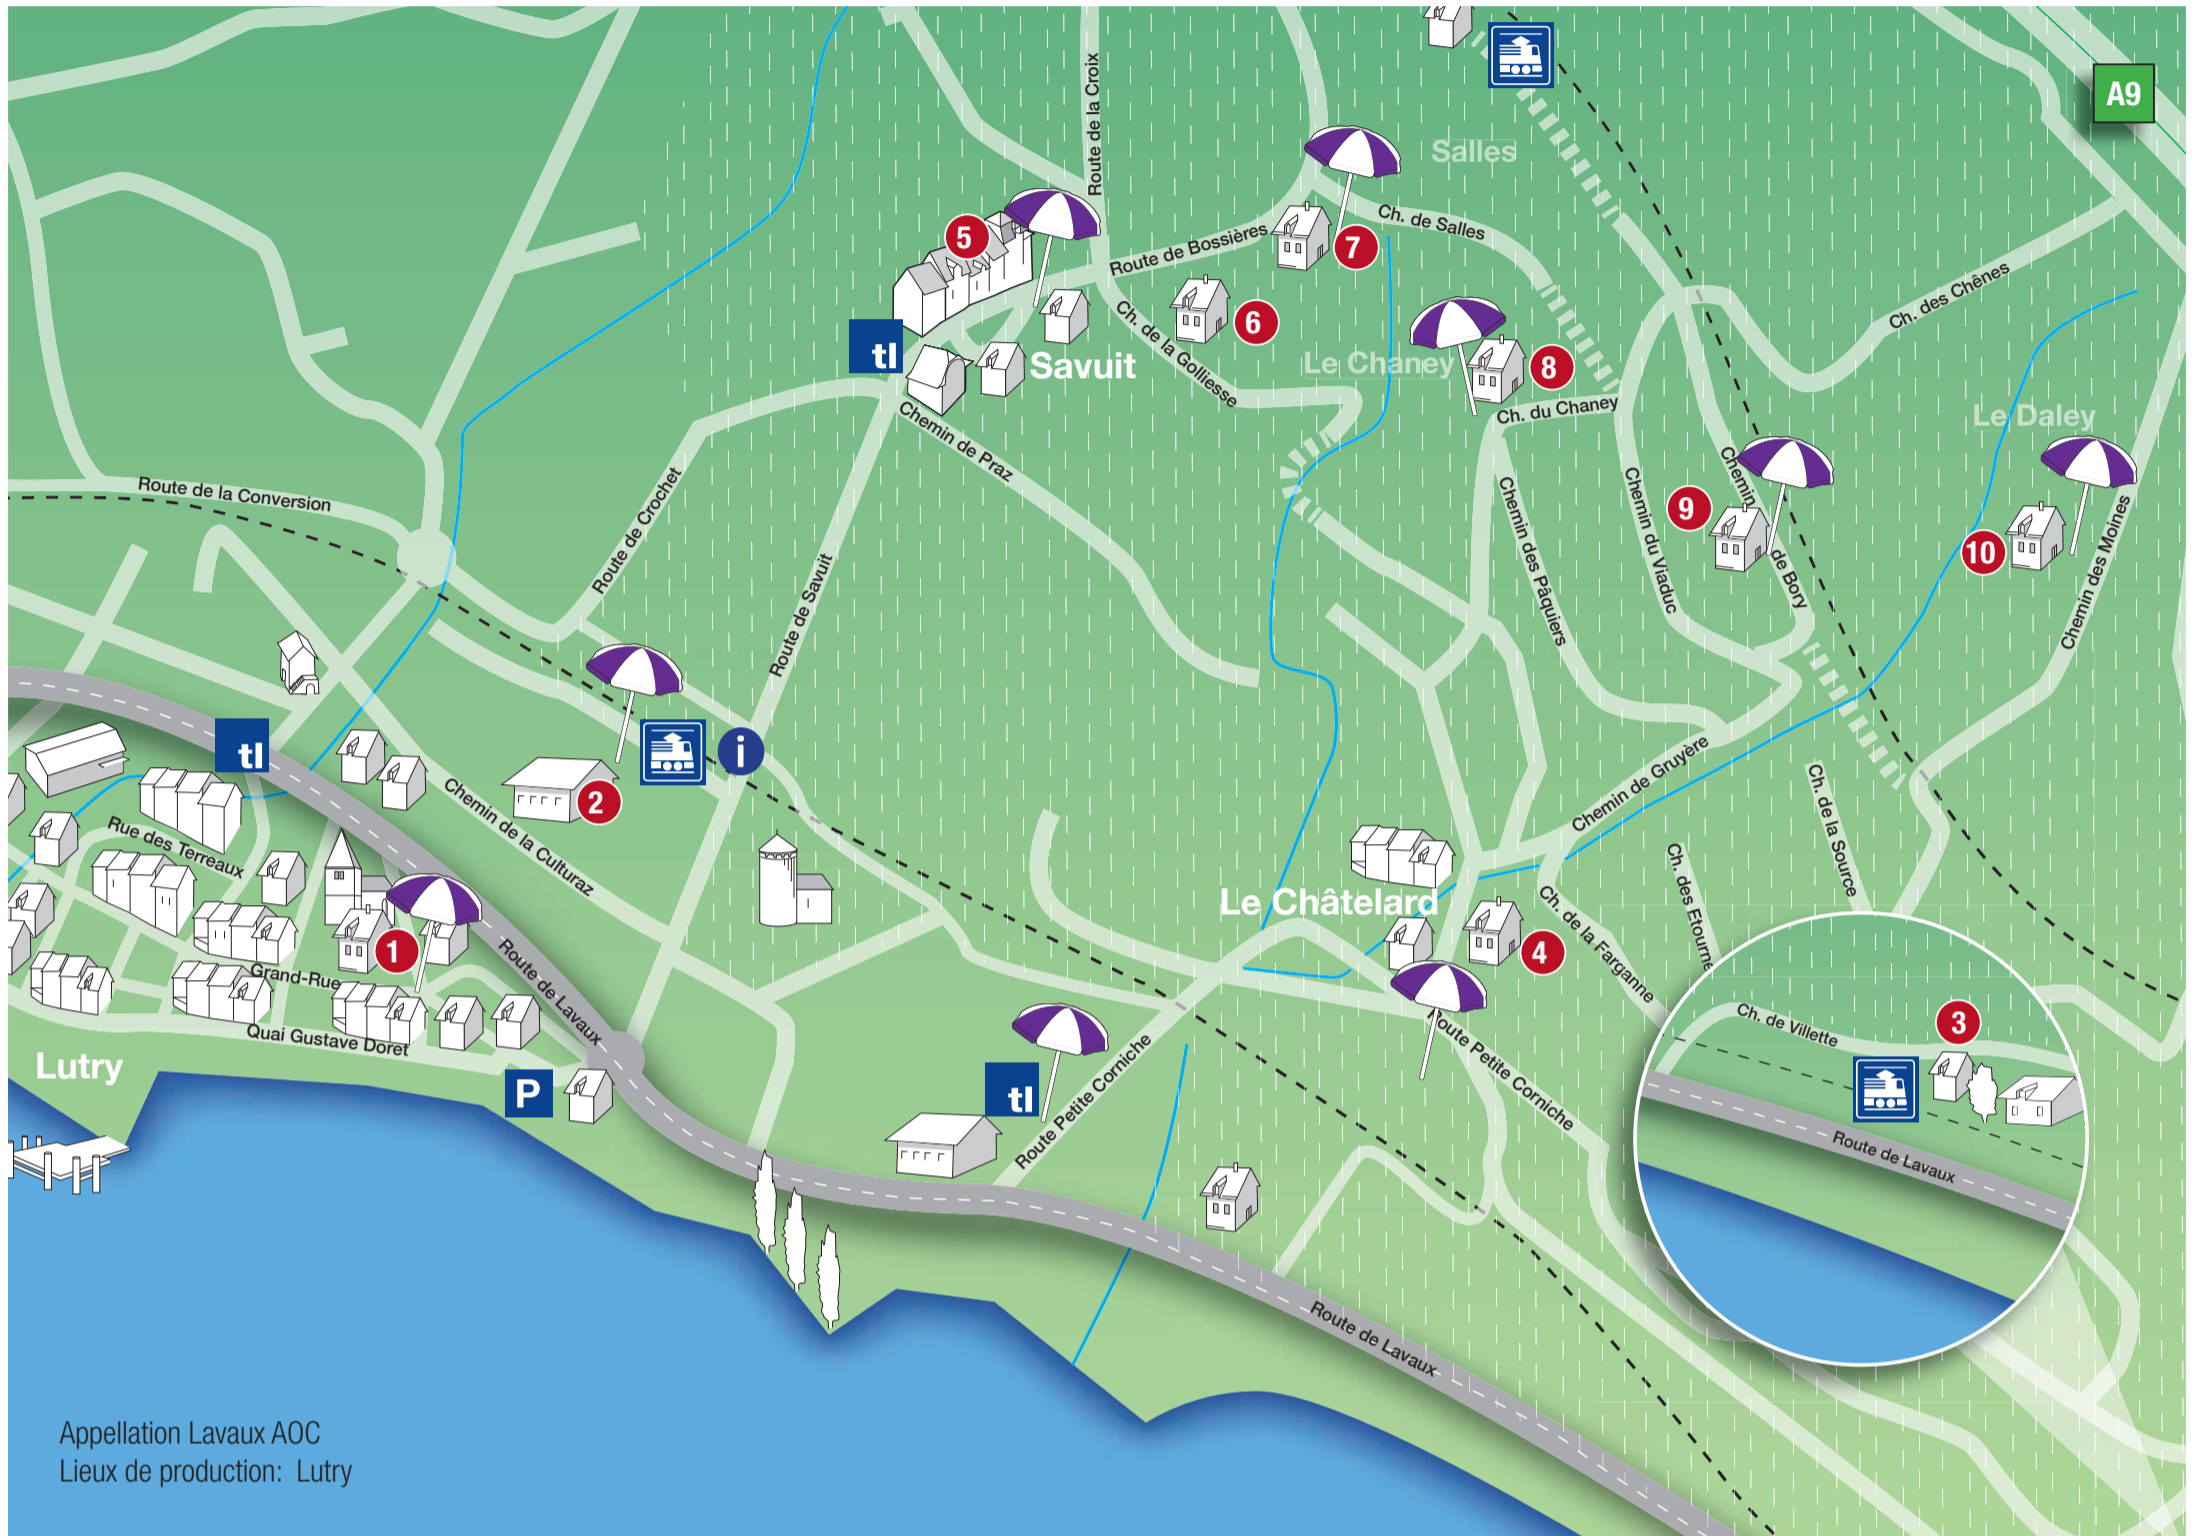 A9
Salles
Route de la Croix
5
Route de Bossières
7
Ch. de Salles
6
Ch. de la Golliesse
tl
Savuit
Le Chaney
8
Ch. du Chaney
Ch. des Chênes
Le Daley
Chemin de Praz
Route de la Conversion
Route de Crochet
Route de Savuit
Chemin des Pâquiers
Chemin du Viaduc
9
Chemin de Bory
10
Chemin des Moines
tl
i
2
Chemin de la Culturaz
Rue des Terreaux
1
Grand-Rue
Quai Gustave Doret
Route de Lavaux
Lutry
P
Chemin de Gruyère
Ch. de la Source
Ch. des Etourne
Le Châtelard
4
Ch. de la Farganne
Route Petite Corniche
tl
Route Petite Corniche
Ch. de Villette
3
Route de Lavaux
Route de Lavaux
Appellation Lavaux AOC
Lieux de production: Lutry